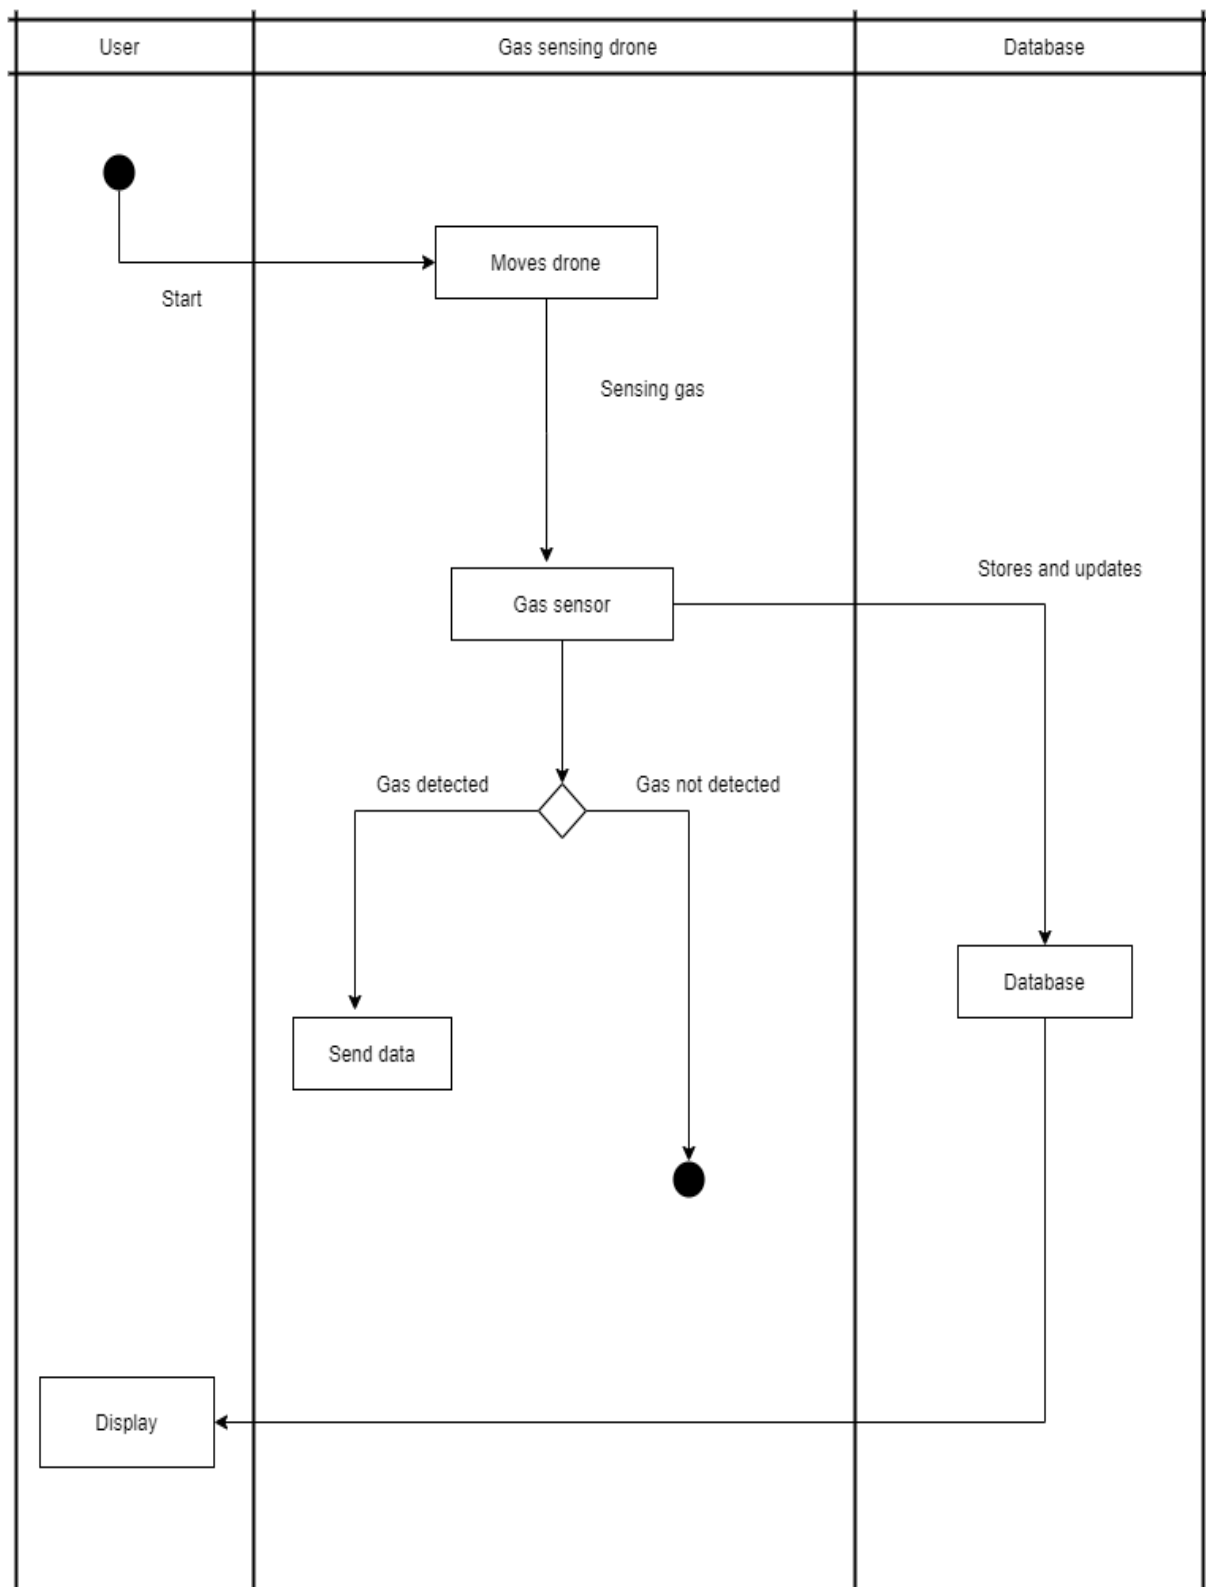 User
Gas sensing drone
Database
Moves drone
Start
Sensing gas
Stores and updates
Gas sensor
Gas detected
Gas not detected
Database
Send data
Display